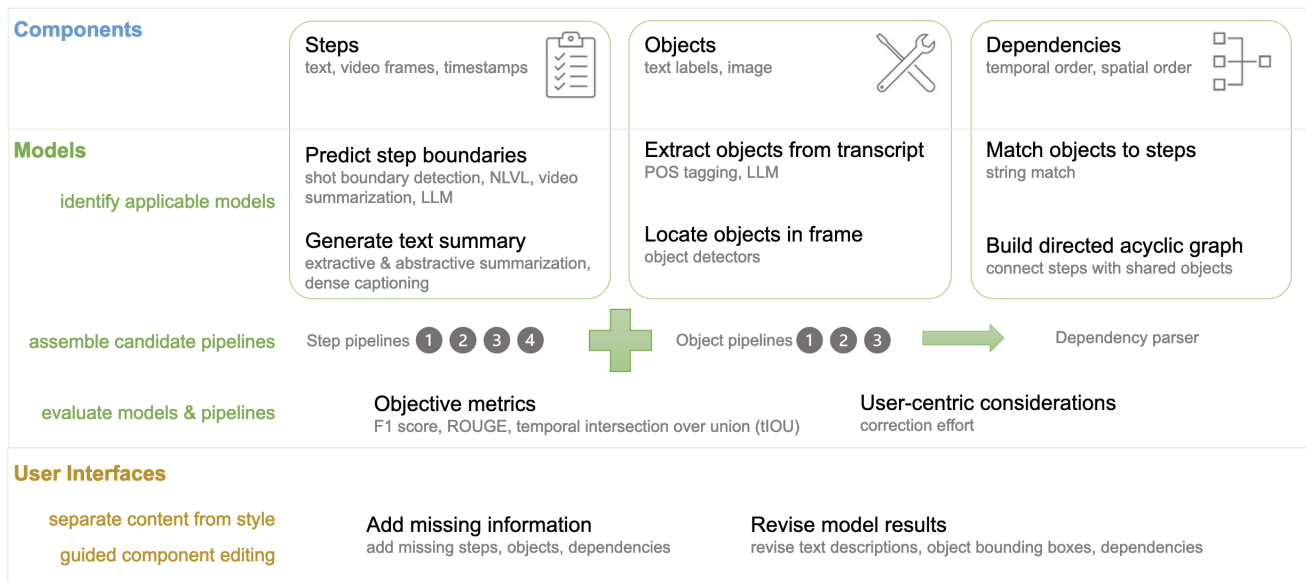 Components
Steps
text, video frames, timestamps
Objects
text labels, image
Dependencies
temporal order, spatial order
Models
identify applicable models
Predict step boundaries
shot boundary detection, NLVL, video
summarization, LLM
Generate text summary
extractive & abstractive summarization,
dense captioning
Extract objects from transcript
POS tagging, LLM
Locate objects in frame
object detectors
Match objects to steps
string match
Build directed acyclic graph
connect steps with shared objects
assemble candidate pipelines
Step pipelines 1 2 3 4
Object pipelines 1 2 3
Dependency parser
evaluate models & pipelines
Objective metrics
F1 score, ROUGE, temporal intersection over union (tIOU)
User-centric considerations
correction effort
User Interfaces
separate content from style
guided component editing
Add missing information
add missing steps, objects, dependencies
Revise model results
revise text descriptions, object bounding boxes, dependencies